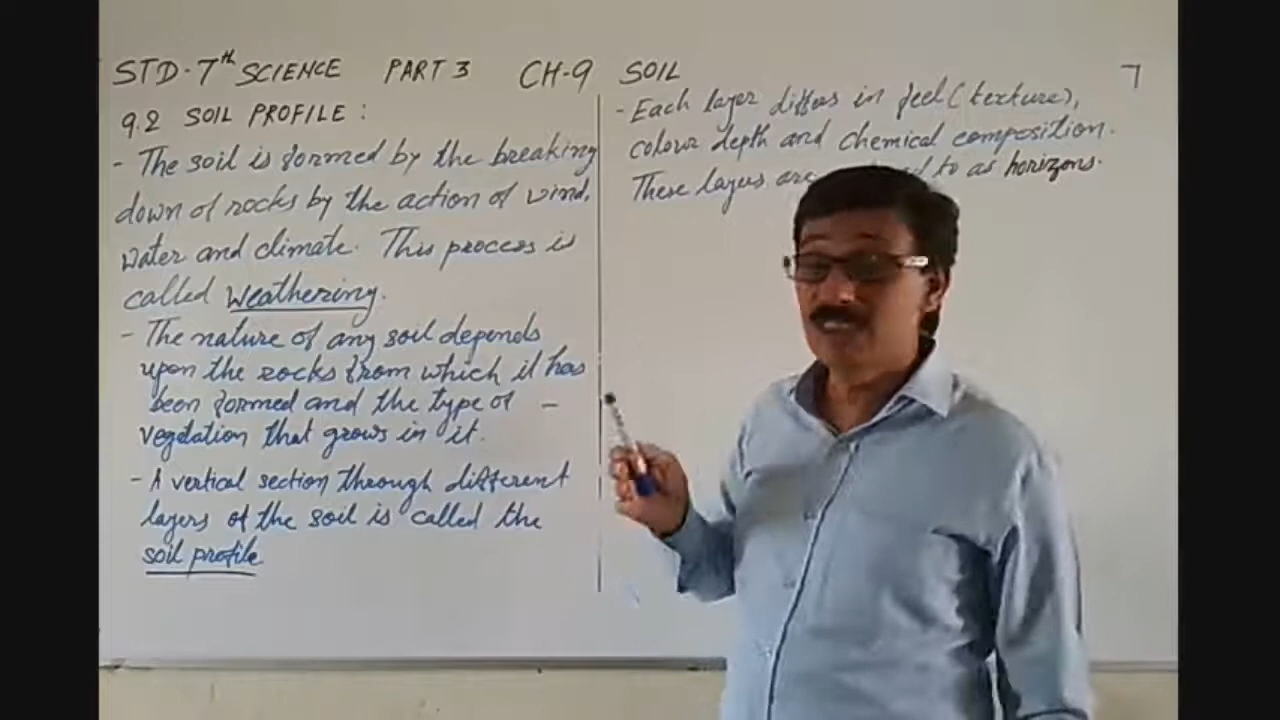 STD-7th SCIENCE PART 3 CH-9 SOIL 7
9.2 SOIL PROFILE :
- The soil is formed by the breaking
down of rocks by the action of wind,
water and climate. This process is
called Weathering.
- The nature of any soil depends
upon the rocks from which it has
been formed and the type of -
vegetation that grows in it.
- A vertical section through different
layers of the soil is called the
soil profile
- Each layer differs in feel (texture),
colour depth and chemical composition.
These layers are to as horizons.